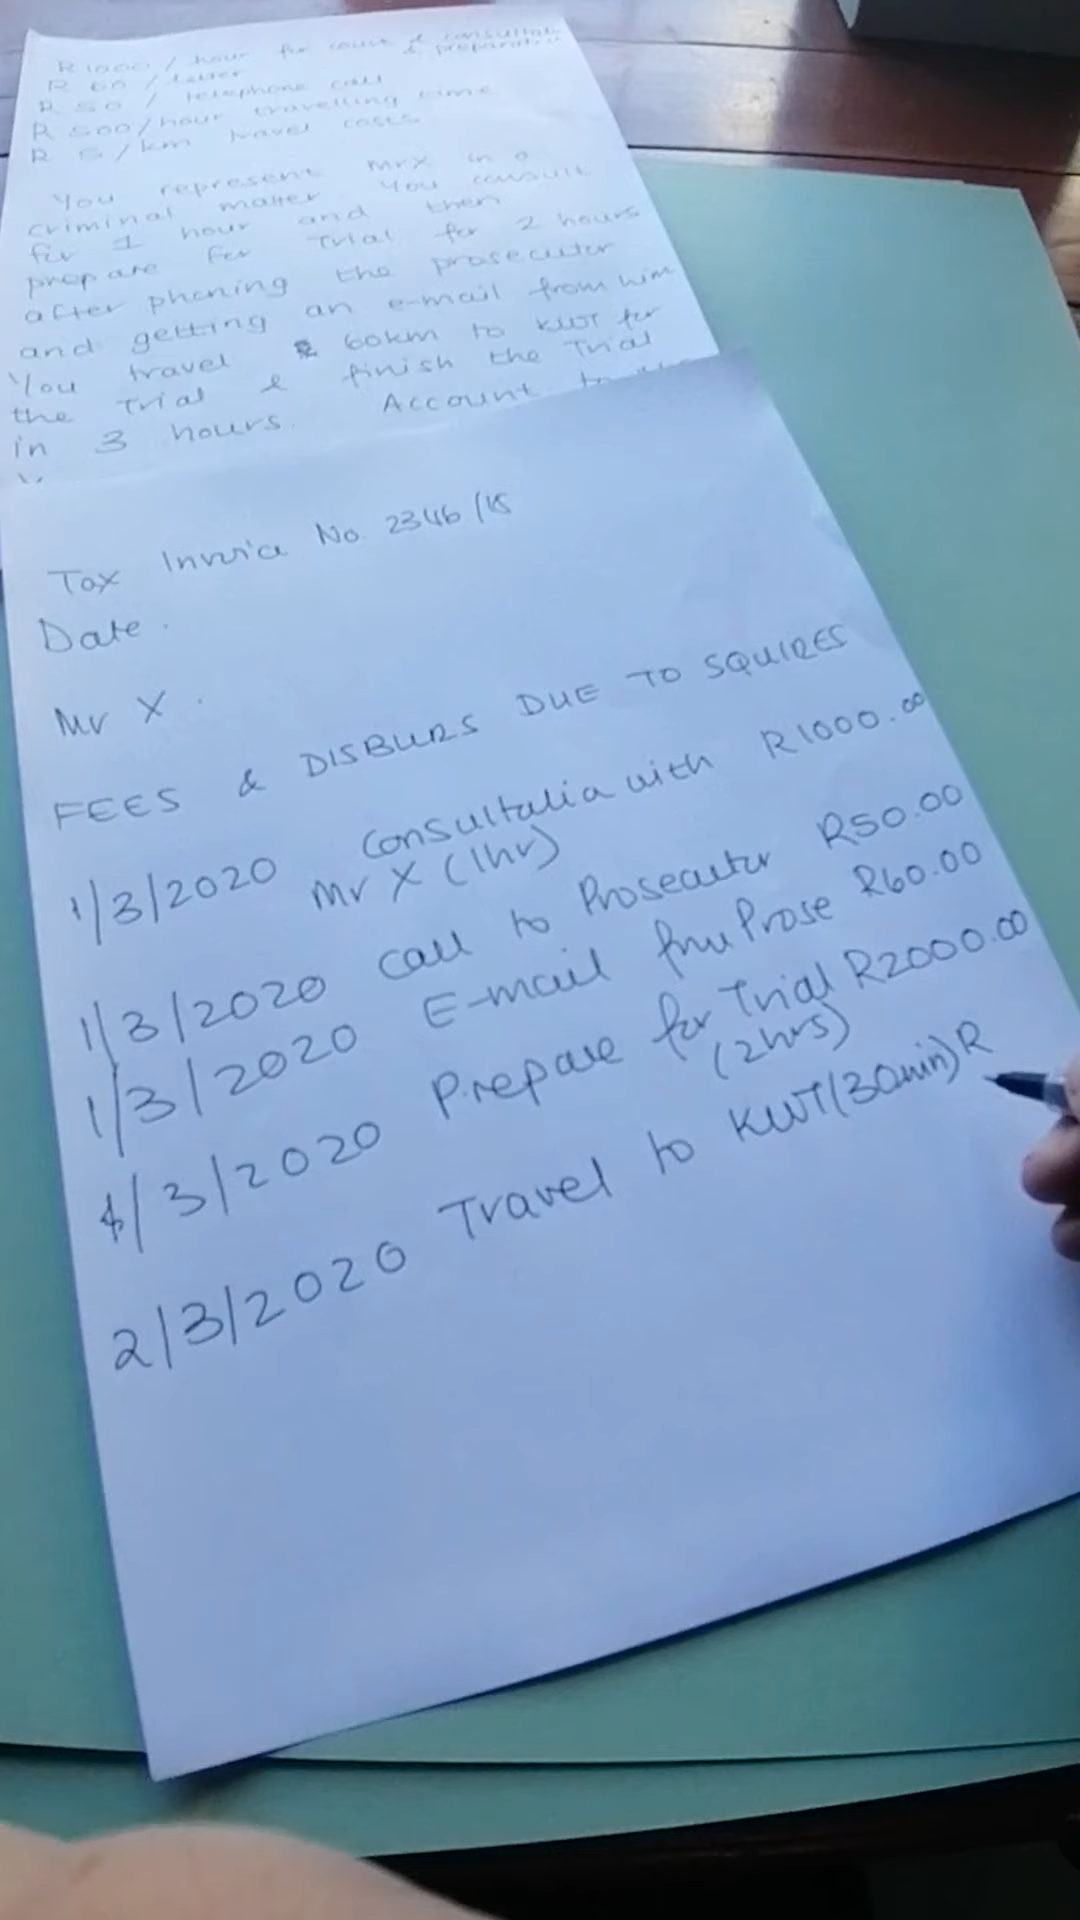 R1000 / hour for court & consultation
& preparation
R 60 / letter
R 50 / telephone call
R 500/hour travelling time
R 5/km travel costs
You represent Mr X in a
criminal matter. You consult
for 1 hour and then
prepare for Trial for 2 hours
after phoning the prosecutor
and getting an e-mail from him
You travel 60km to KWT for
the Trial & finish the Trial
in 3 hours. Account to
Tax Invoice No. 2346/15
Date.
Mr X.
FEES & DISBURS DUE TO SQUIRES
1/3/2020 Consultatia with R1000.00
Mr X (1hr)
1/3/2020 Call to Prosecutor R50.00
1/3/2020 E-mail from Prose R60.00
1/3/2020 Prepare for Trial R2000.00
(2hrs)
2/3/2020 Travel to KWT(30min) R